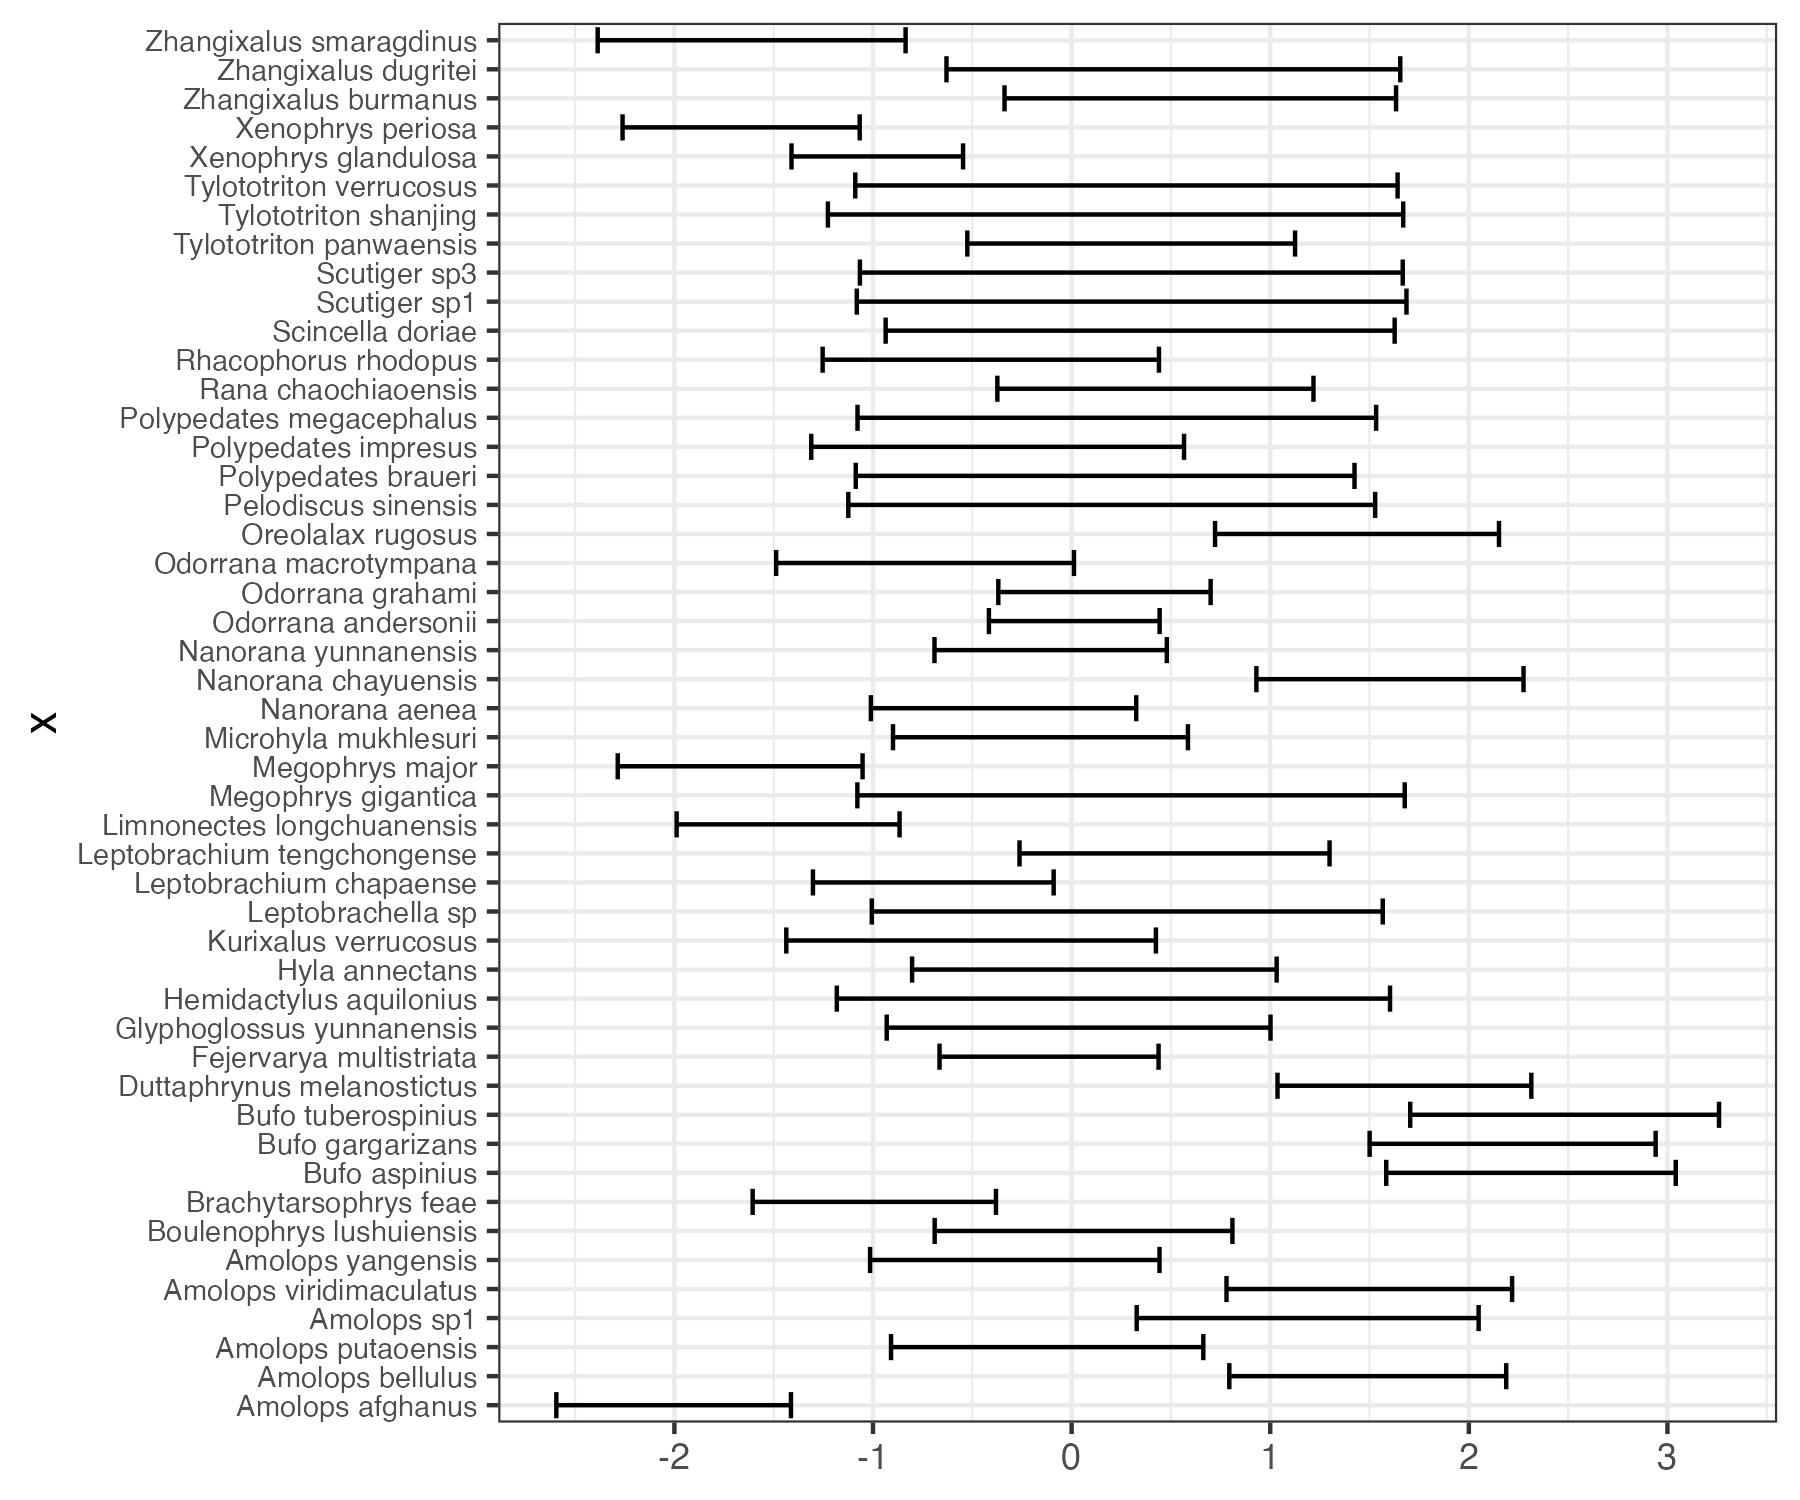 Zhangixalus smaragdinus
Zhangixalus dugritei
Zhangixalus burmanus
Xenophrys periosa
Xenophrys glandulosa
Tylototriton verrucosus
Tylototriton shanjing
Tylototriton panwaensis
Scutiger sp3
Scutiger sp1
Scincella doriae
Rhacophorus rhodopus
Rana chaochiaoensis
Polypedates megacephalus
Polypedates impresus
Polypedates braueri
Pelodiscus sinensis
Oreolalax rugosus
Odorrana macrotympana
Odorrana grahami
Odorrana andersonii
Nanorana yunnanensis
Nanorana chayuensis
Nanorana aenea
Microhyla mukhlesuri
Megophrys major
Megophrys gigantica
Limnonectes longchuanensis
Leptobrachium tengchongense
Leptobrachium chapaense
Leptobrachella sp
Kurixalus verrucosus
Hyla annectans
Hemidactylus aquilonius
Glyphoglossus yunnanensis
Fejervarya multistriata
Duttaphrynus melanostictus
Bufo tuberospinius
Bufo gargarizans
Bufo aspinius
Brachytarsophrys feae
Boulenophrys lushuiensis
Amolops yangensis
Amolops viridimaculatus
Amolops sp1
Amolops putaoensis
Amolops bellulus
Amolops afghanus
x
-2 -1 0 1 2 3